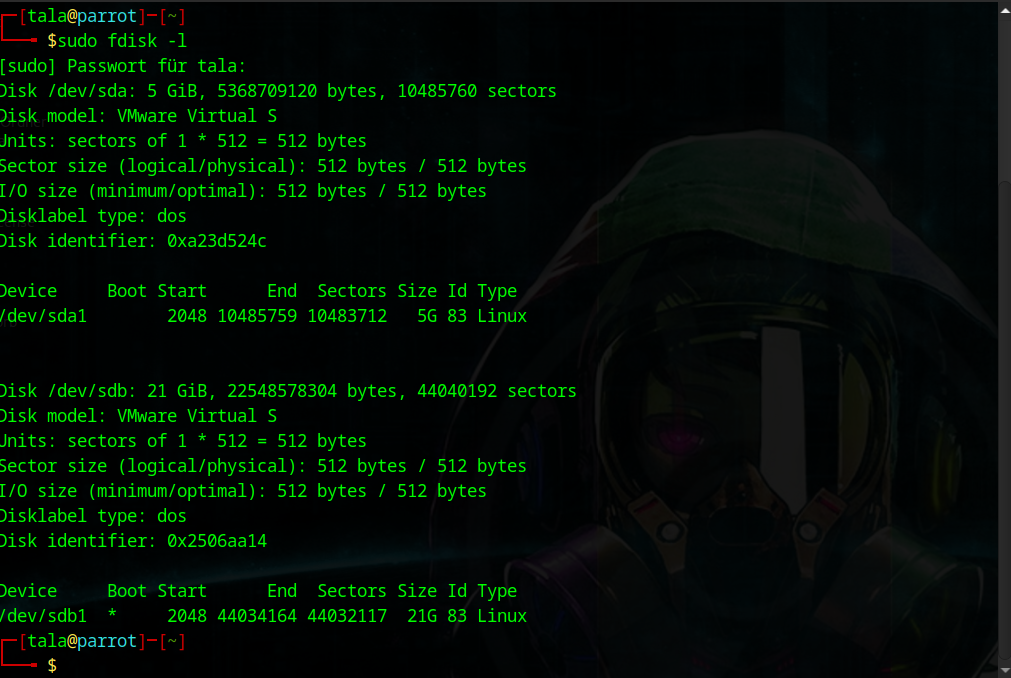 ┌─[tala@parrot]─[~]
└──╼ $sudo fdisk -l
[sudo] Passwort für tala:
Disk /dev/sda: 5 GiB, 5368709120 bytes, 10485760 sectors
Disk model: VMware Virtual S
Units: sectors of 1 * 512 = 512 bytes
Sector size (logical/physical): 512 bytes / 512 bytes
I/O size (minimum/optimal): 512 bytes / 512 bytes
Disklabel type: dos
Disk identifier: 0xa23d524c
Device     Boot Start      End  Sectors Size Id Type
/dev/sda1        2048 10485759 10483712   5G 83 Linux
Disk /dev/sdb: 21 GiB, 22548578304 bytes, 44040192 sectors
Disk model: VMware Virtual S
Units: sectors of 1 * 512 = 512 bytes
Sector size (logical/physical): 512 bytes / 512 bytes
I/O size (minimum/optimal): 512 bytes / 512 bytes
Disklabel type: dos
Disk identifier: 0x2506aa14
Device     Boot Start      End  Sectors Size Id Type
/dev/sdb1  *     2048 44034164 44032117  21G 83 Linux
┌─[tala@parrot]─[~]
└──╼ $